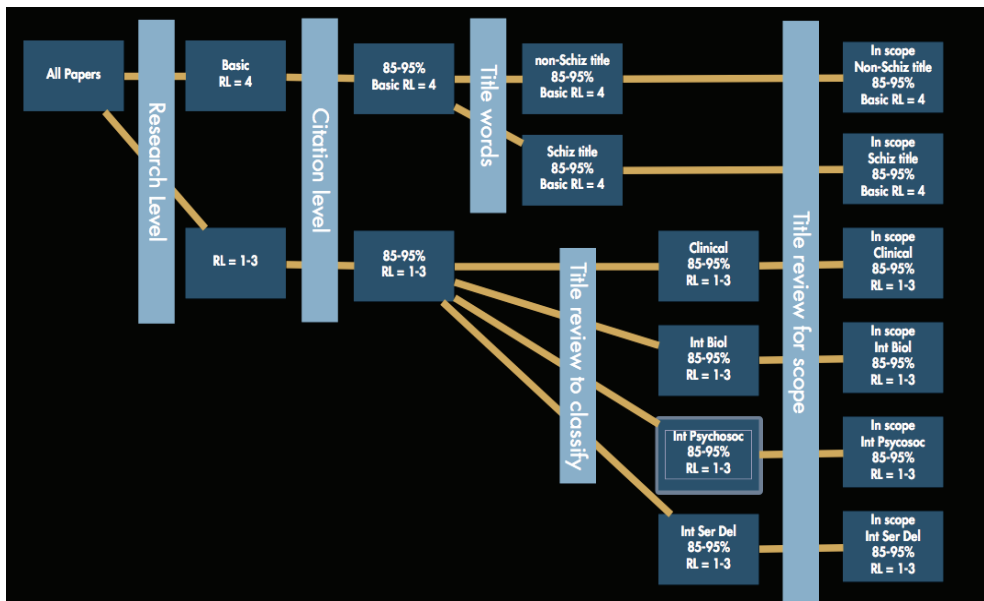 All Papers
Research Level
Basic
RL = 4
RL = 1-3
Citation level
85-95%
Basic RL = 4
85-95%
RL = 1-3
Title words
non-Schiz title
85-95%
Basic RL = 4
Schiz title
85-95%
Basic RL = 4
Title review to classify
Clinical
85-95%
RL = 1-3
Int Biol
85-95%
RL = 1-3
Int Psychosoc
85-95%
RL = 1-3
Int Ser Del
85-95%
RL = 1-3
Title review for scope
In scope
Non-Schiz title
85-95%
Basic RL = 4
In scope
Schiz title
85-95%
Basic RL = 4
In scope
Clinical
85-95%
RL = 1-3
In scope
Int Biol
85-95%
RL = 1-3
In scope
Int Psycosoc
85-95%
RL = 1-3
In scope
Int Ser Del
85-95%
RL = 1-3